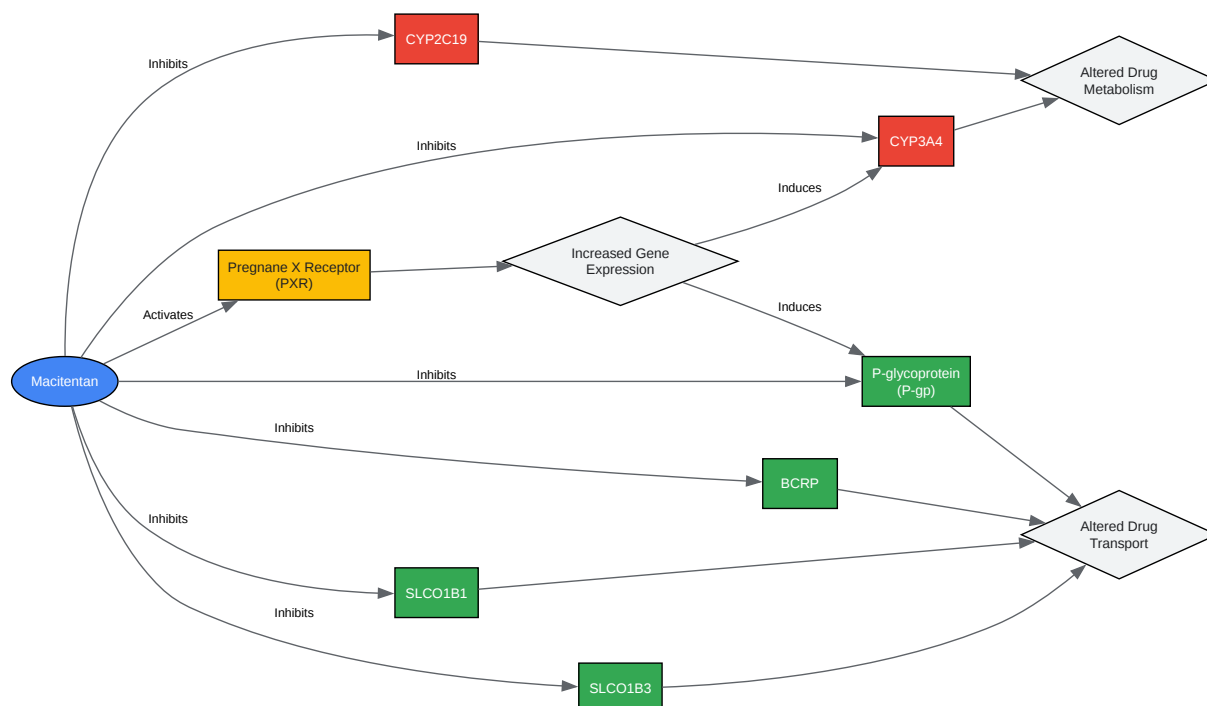 CYP2C19
Inhibits
Altered Drug
Metabolism
CYP3A4
Inhibits
Induces
Increased Gene
Expression
Pregnane X Receptor
(PXR)
Induces
Activates
Macitentan
Inhibits
P-glycoprotein
(P-gp)
Inhibits
BCRP
Inhibits
Altered Drug
Transport
SLCO1B1
Inhibits
SLCO1B3